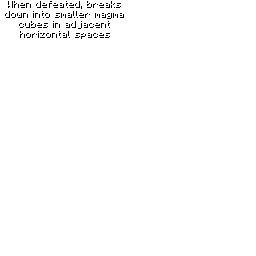 When defeated, breaks
down into smaller magma
cubes in adjacent
horizontal spaces